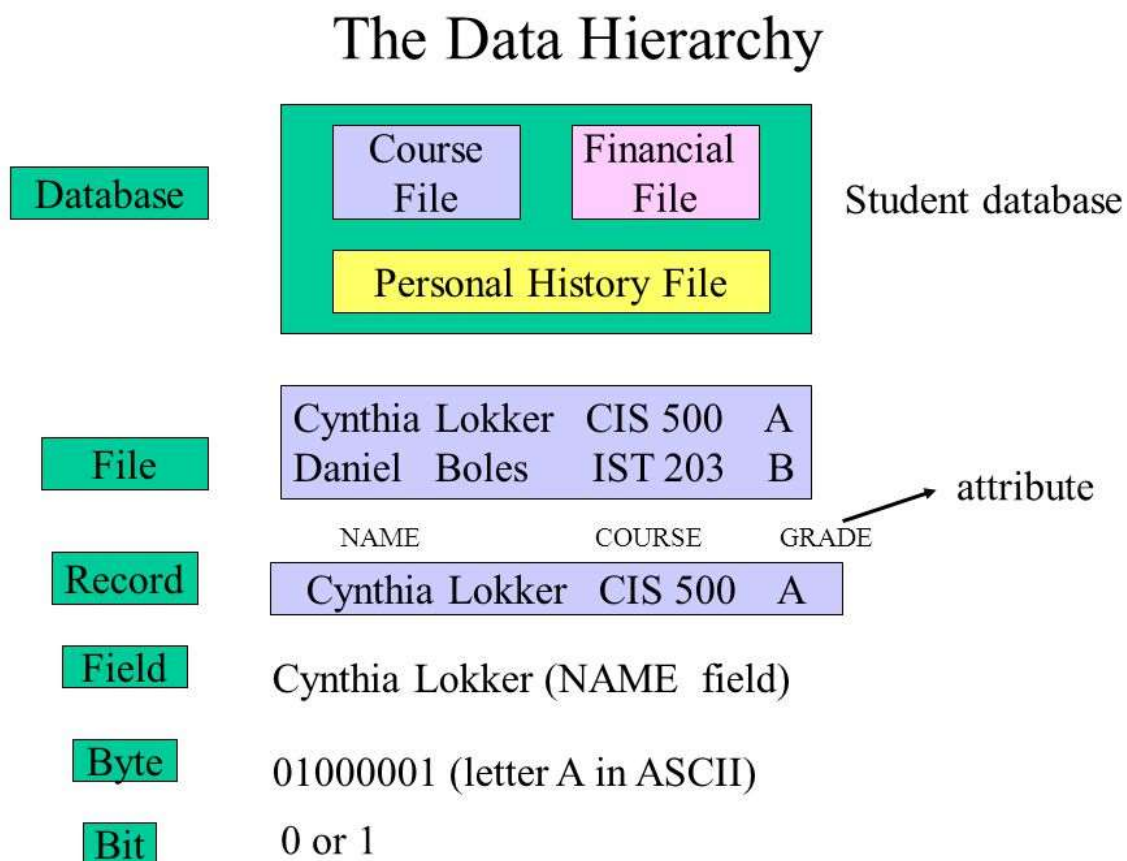 The Data Hierarchy
Database
Course
File
Financial
File
Personal History File
Student database
File
Cynthia Lokker CIS 500 A
Daniel Boles IST 203 B
attribute
NAME COURSE GRADE
Record
Cynthia Lokker CIS 500 A
Field
Cynthia Lokker (NAME field)
Byte
01000001 (letter A in ASCII)
Bit
0 or 1